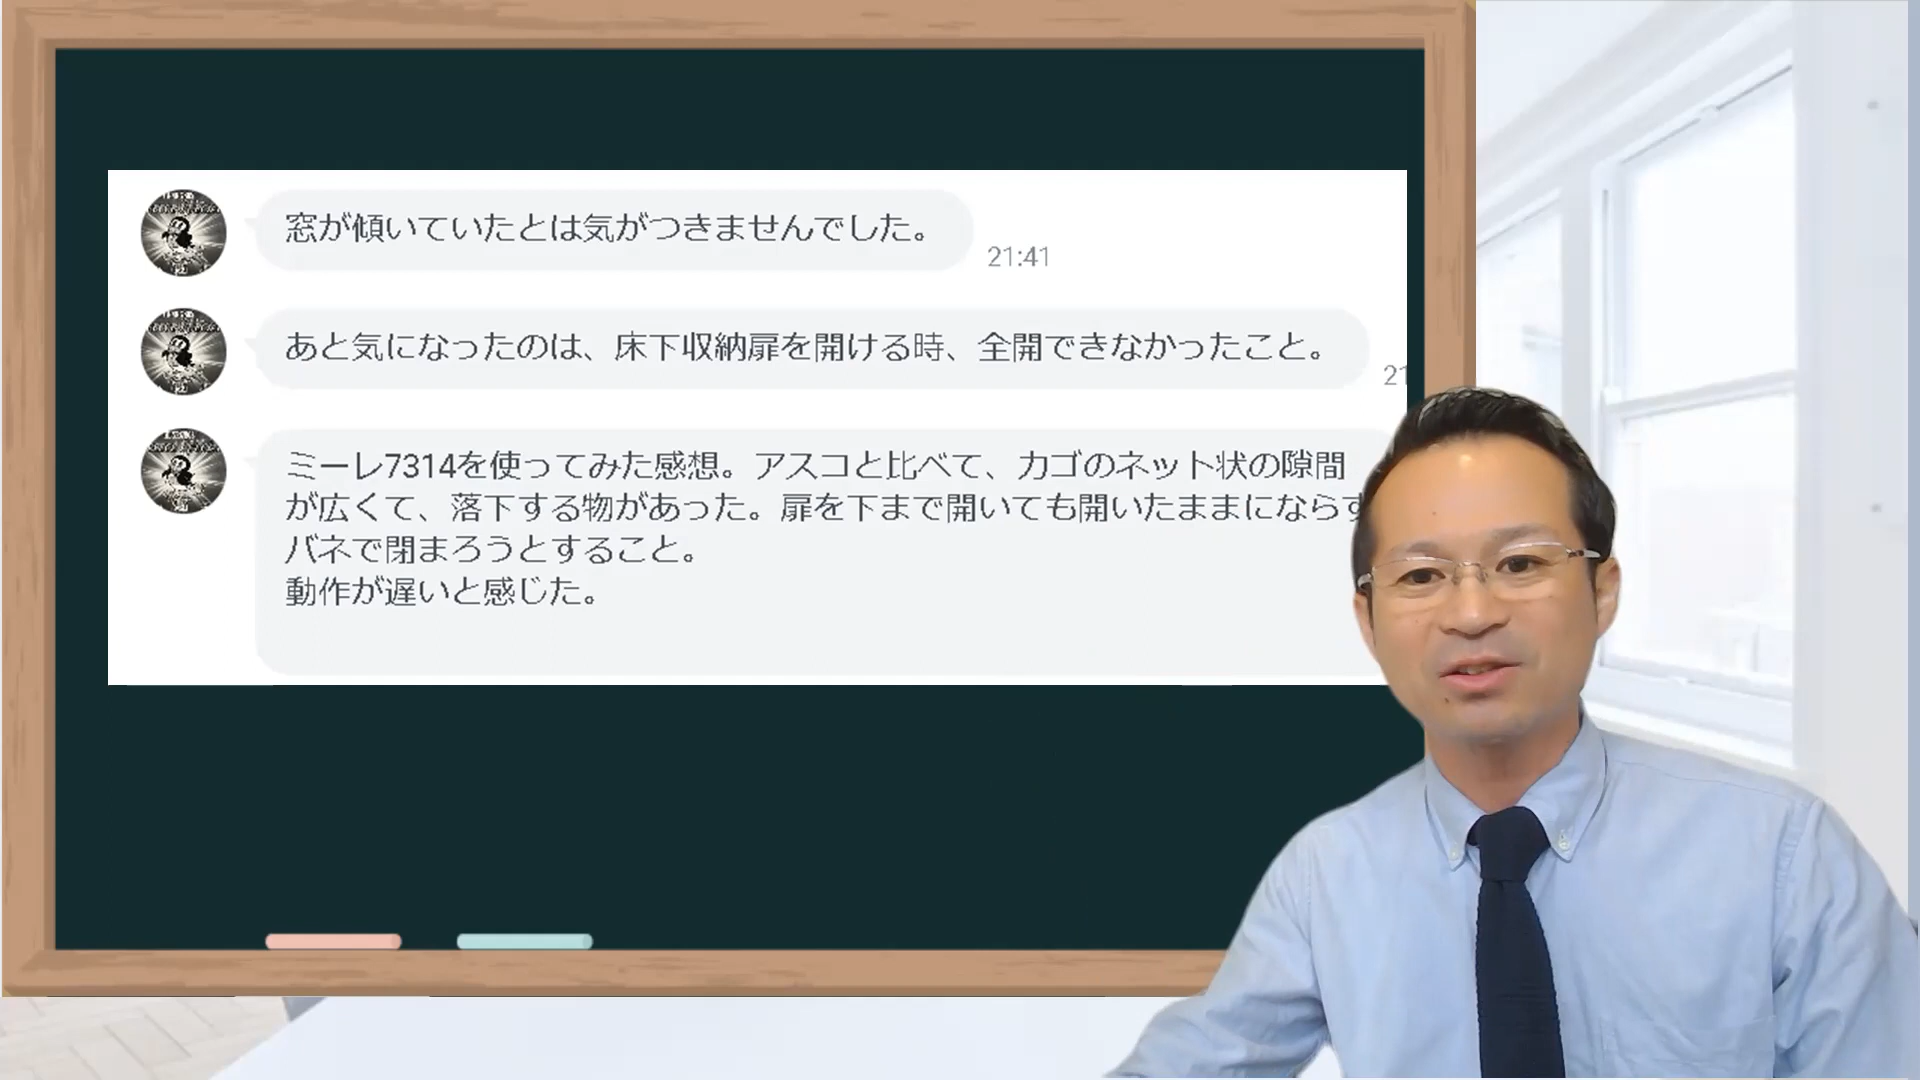 窓が傾いていたとは気がつきませんでした。
21:41
あと気になったのは、床下収納扉を開ける時、全開できなかったこと。
21
ミーレ7314を使ってみた感想。アスコと比べて、カゴのネット状の隙間
が広くて、落下する物があった。扉を下まで開いても開いたままにならず
バネで閉まろうとすること。
動作が遅いと感じた。